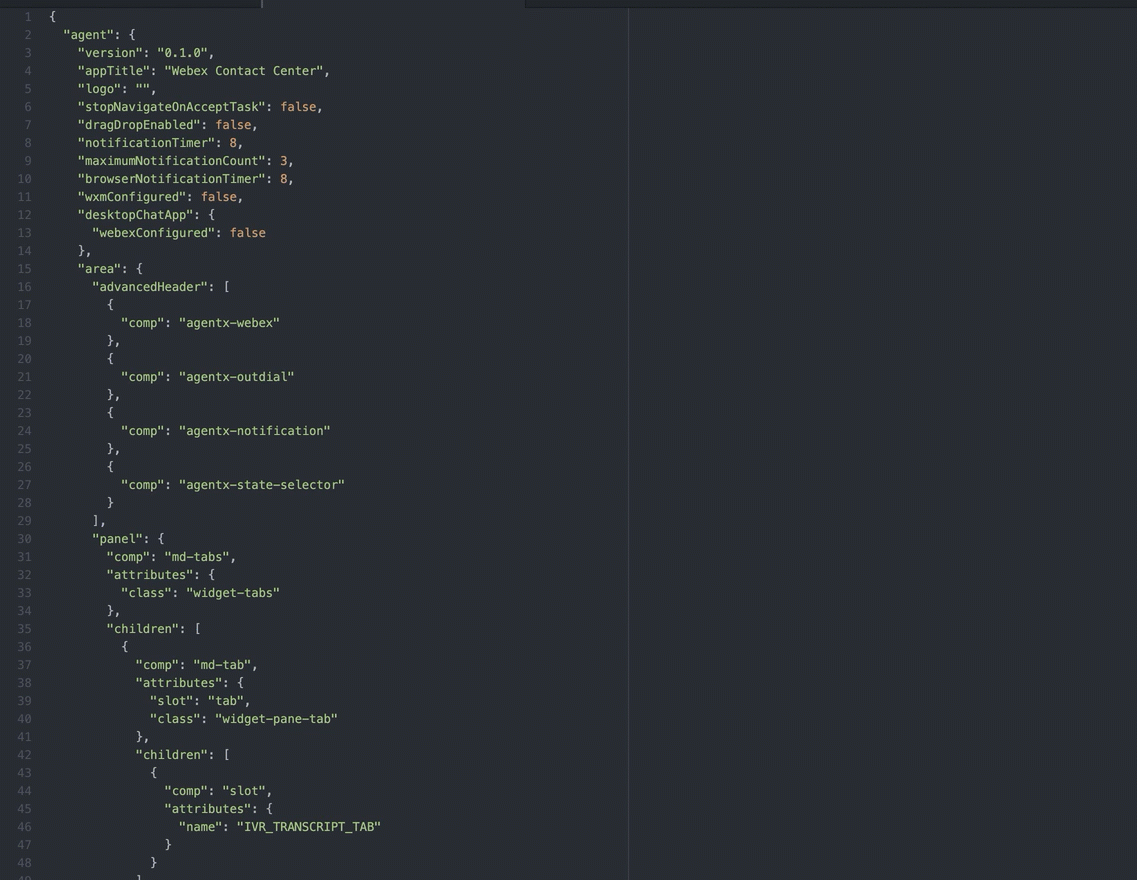 1 {
2 "agent": {
3 "version": "0.1.0",
4 "appTitle": "Webex Contact Center",
5 "logo": "",
6 "stopNavigateOnAcceptTask": false,
7 "dragDropEnabled": false,
8 "notificationTimer": 8,
9 "maximumNotificationCount": 3,
10 "browserNotificationTimer": 8,
11 "wxmConfigured": false,
12 "desktopChatApp": {
13 "webexConfigured": false
14 },
15 "area": {
16 "advancedHeader": [
17 {
18 "comp": "agentx-webex"
19 },
20 {
21 "comp": "agentx-outdial"
22 },
23 {
24 "comp": "agentx-notification"
25 },
26 {
27 "comp": "agentx-state-selector"
28 }
29 ],
30 "panel": {
31 "comp": "md-tabs",
32 "attributes": {
33 "class": "widget-tabs"
34 },
35 "children": [
36 {
37 "comp": "md-tab",
38 "attributes": {
39 "slot": "tab",
40 "class": "widget-pane-tab"
41 },
42 "children": [
43 {
44 "comp": "slot",
45 "attributes": {
46 "name": "IVR_TRANSCRIPT_TAB"
47 }
48 }
49 ]